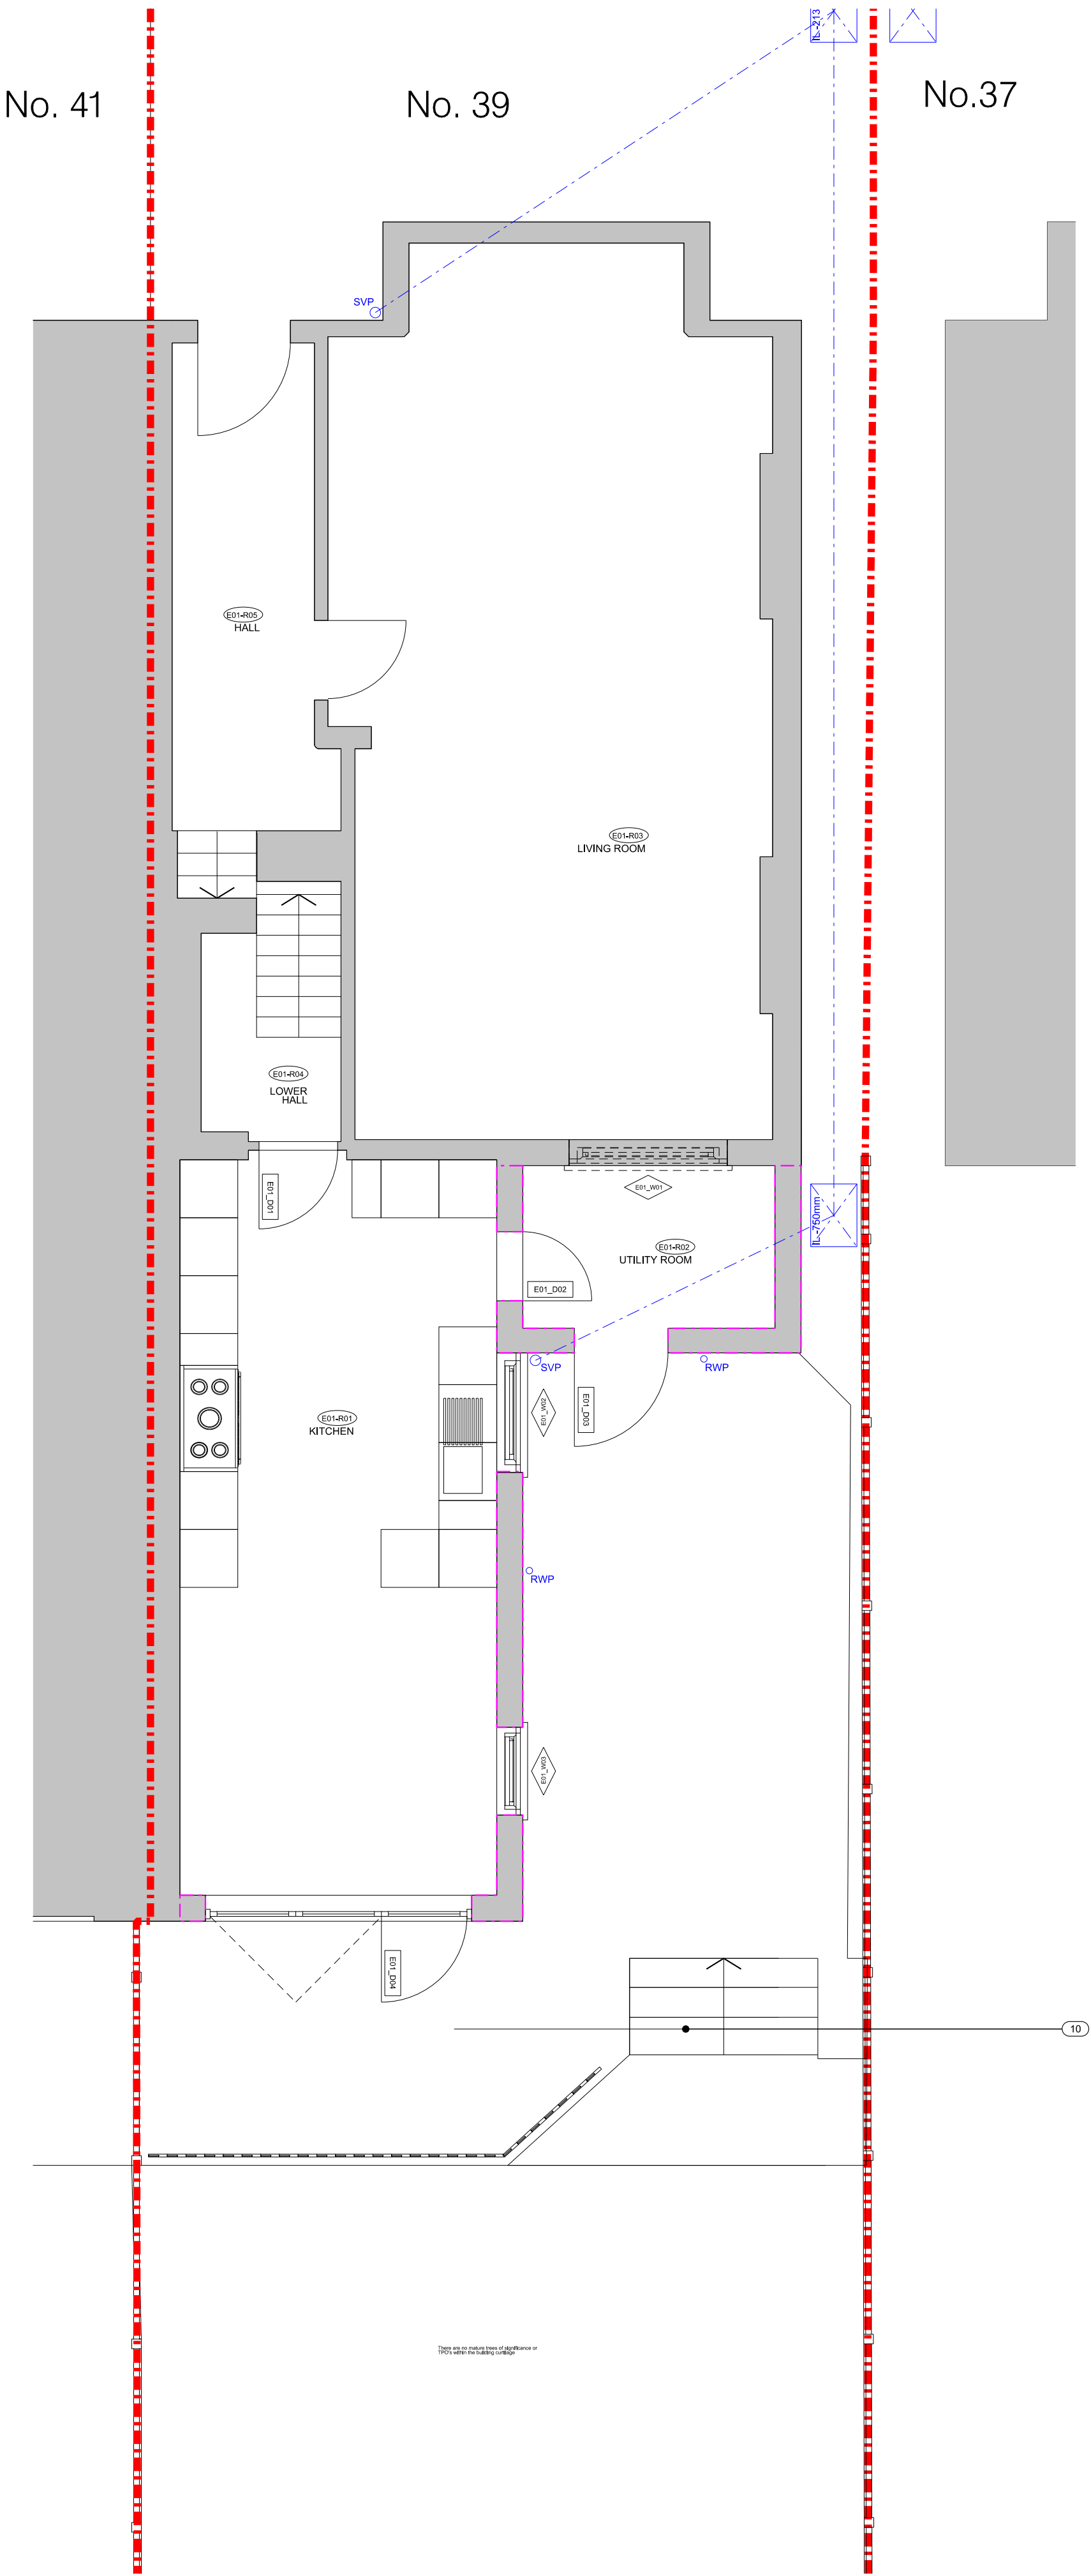 IL -213
No. 41
No. 39
No.37
SVP
E01-R05
HALL
E01-R03
LIVING ROOM
E01-R04
LOWER
HALL
E01_D01
E01_W01
IL -750mm
E01-R02
UTILITY ROOM
E01_D02
SVP
RWP
E01_W02
E01_D03
E01-R01
KITCHEN
RWP
E01_W03
E01_D04
10
There are no mature trees of significance or
TPO's within the building curtilage